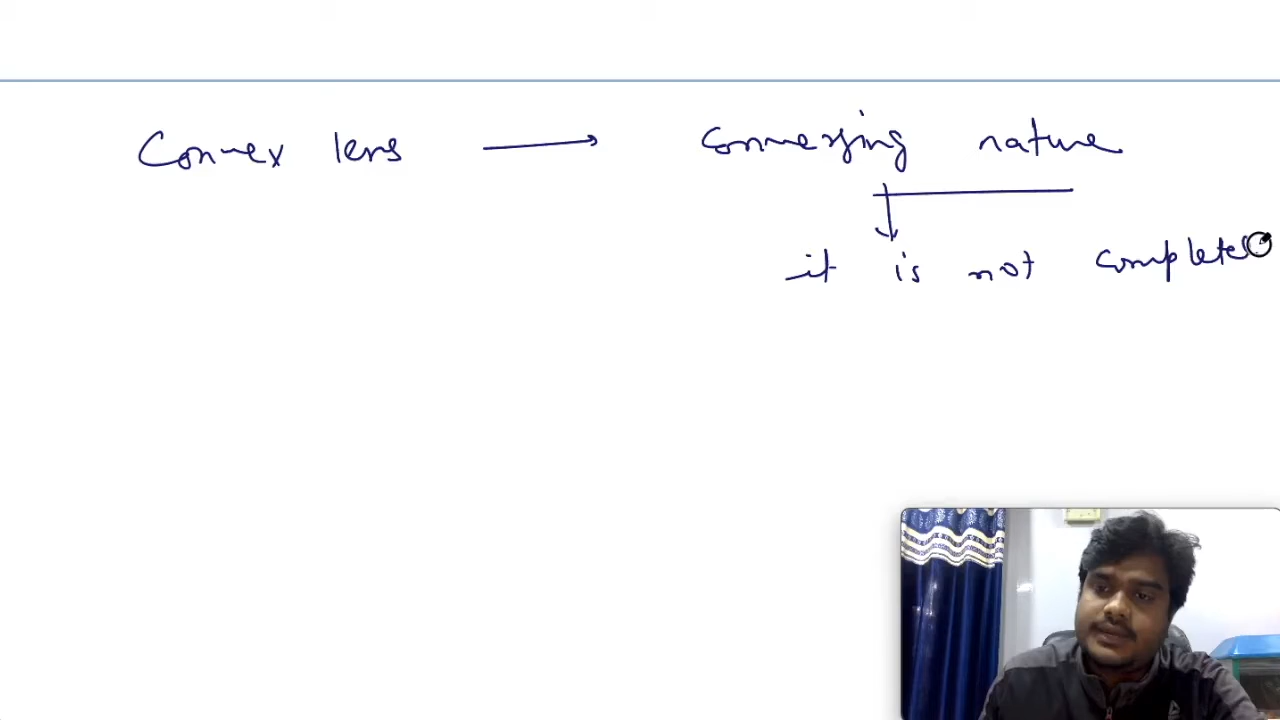 Convex lens → Converging nature
it is not complete